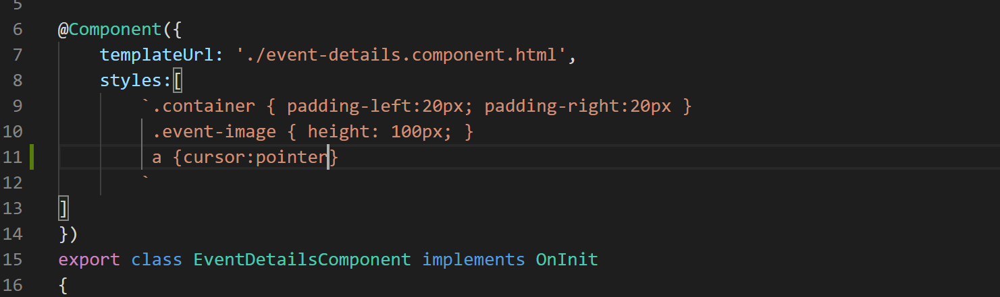 5
6 @Component({
7 templateUrl: './event-details.component.html',
8 styles:[
9 `.container { padding-left:20px; padding-right:20px }
10 .event-image { height: 100px; }
11 a {cursor:pointer}
12 `
13 ]
14 })
15 export class EventDetailsComponent implements OnInit
16 {